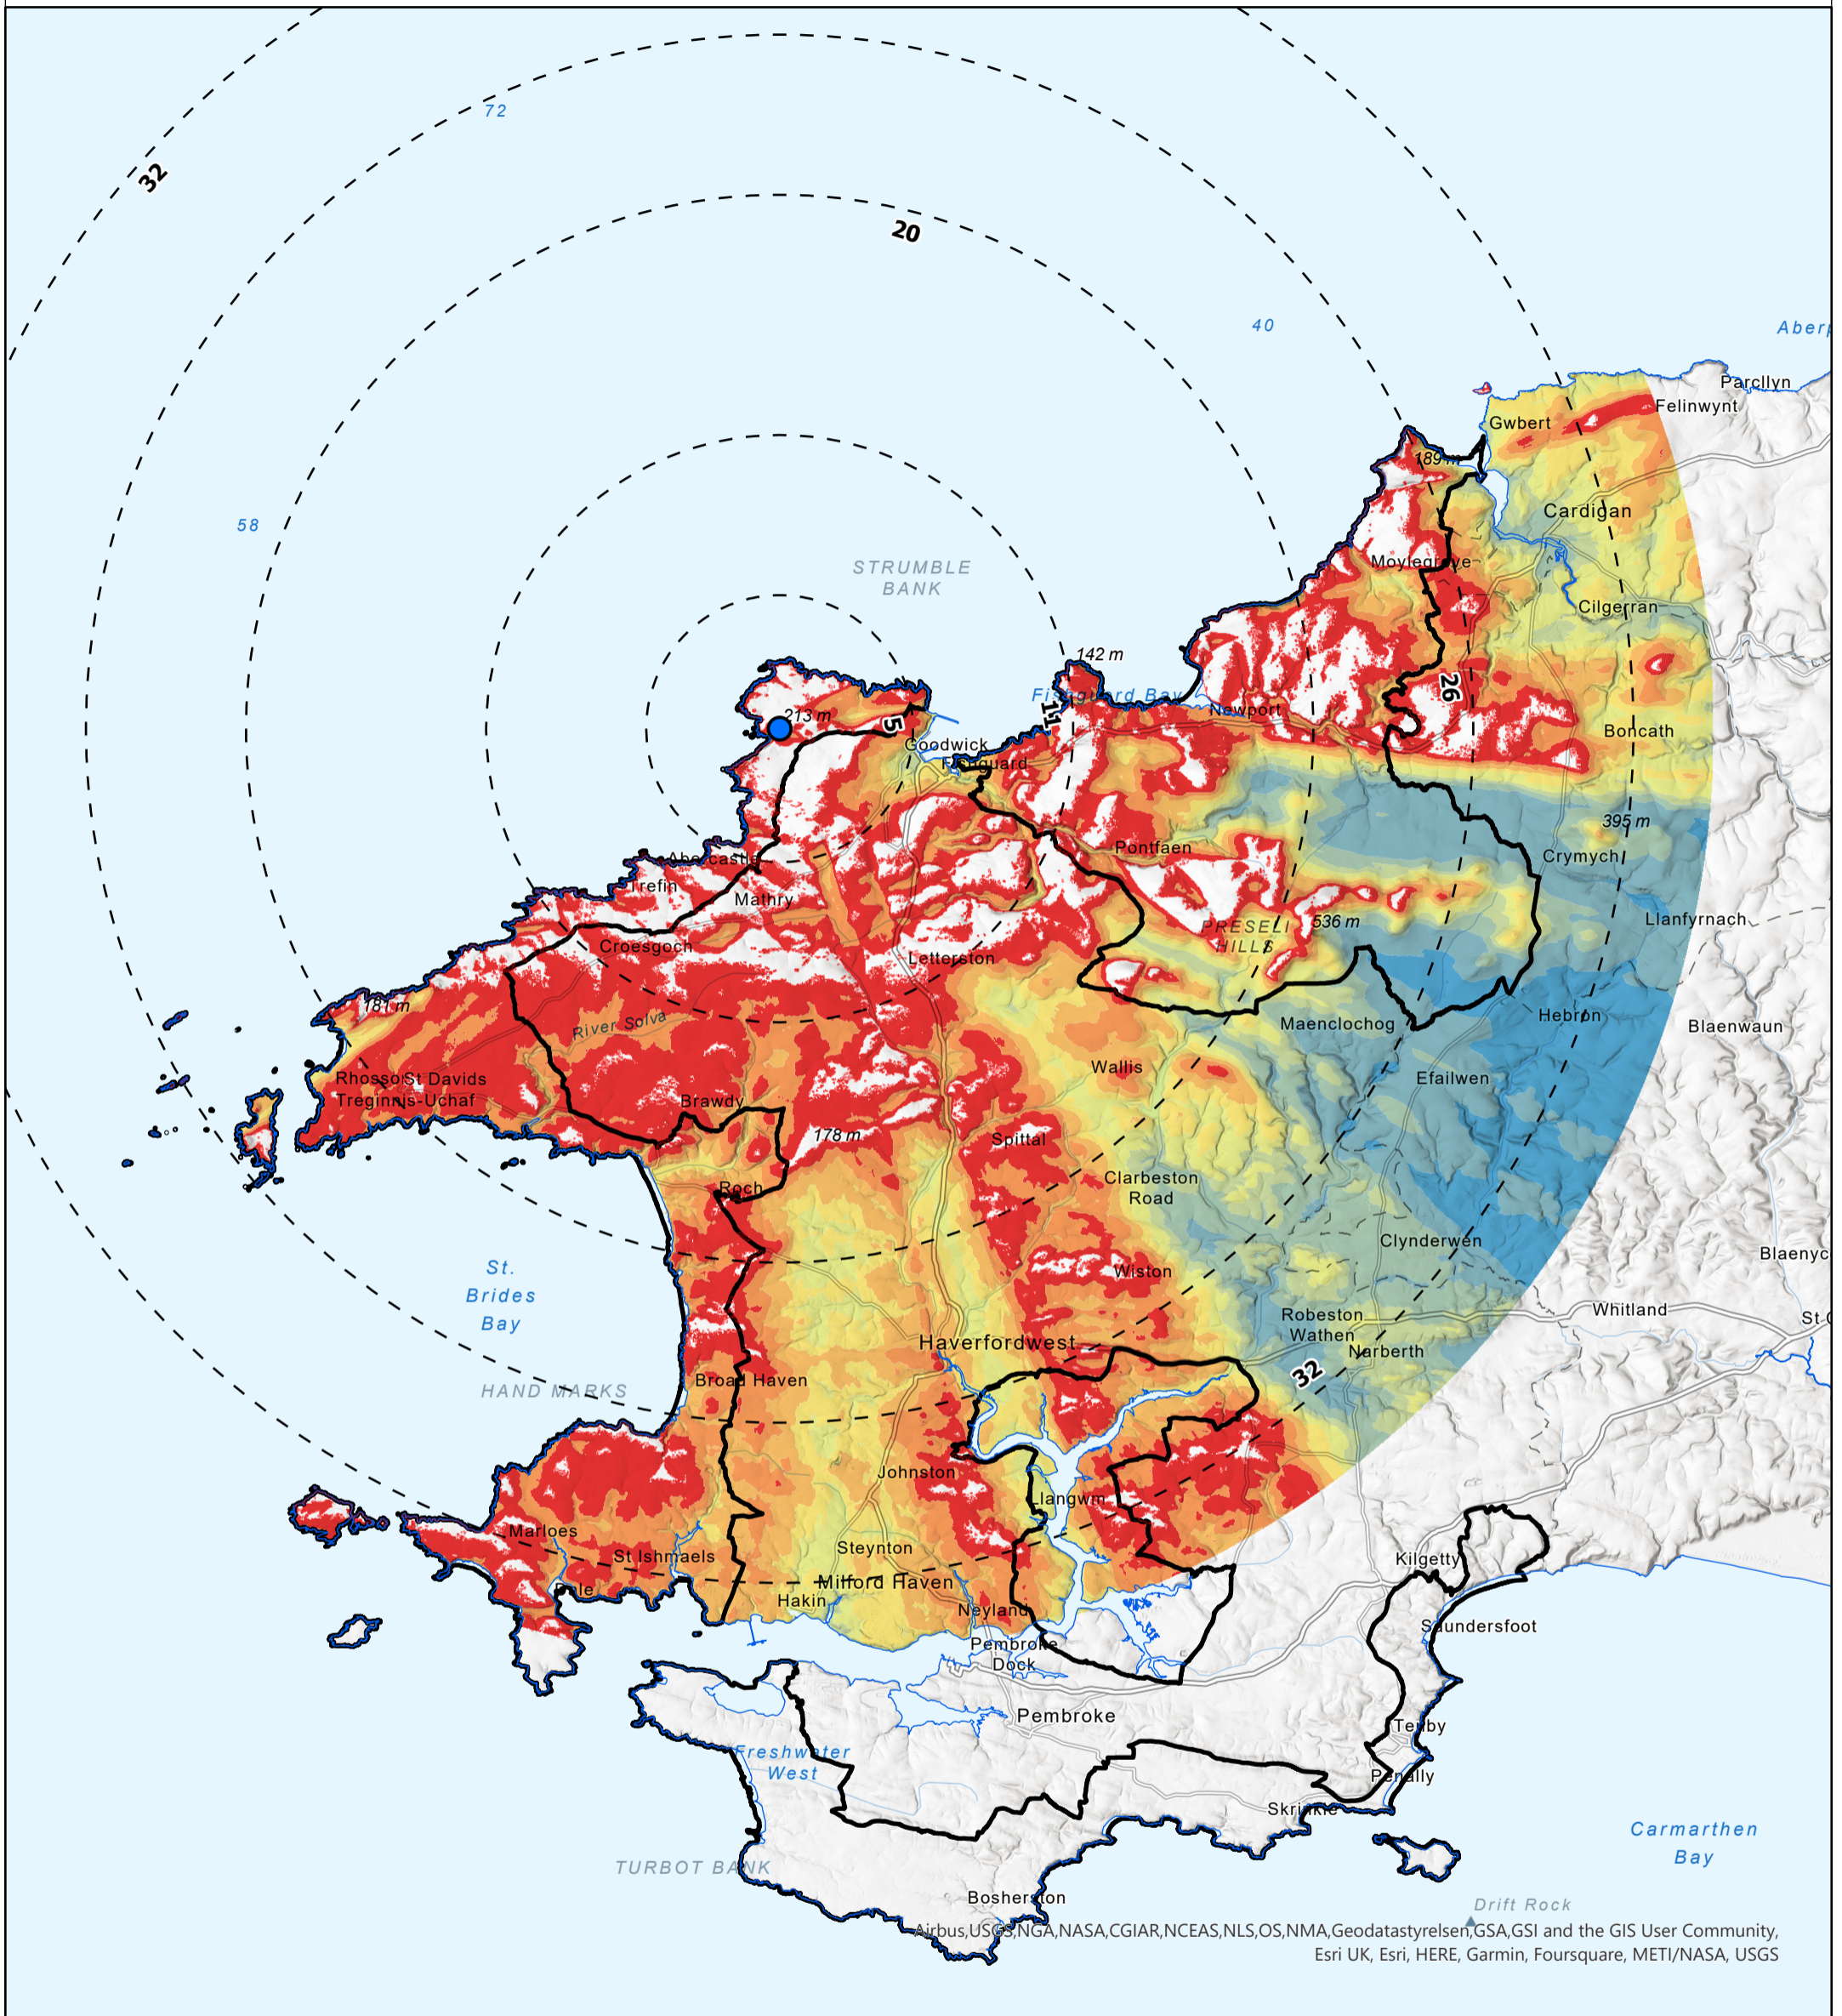 72
32
20
40
Aberp
Parcllyn
Felinwynt
Gwbert
189 m
Cardigan
58
STRUMBLE
BANK
Moylegrove
Cilgerran
142 m
26
Fishguard Bay
Newport
213 m
5
11
Boncath
Goodwick
Fishguard
395 m
Abercastle
Pontfaen
Crymych
Trefin
Mathry
PRESELI
HILLS
536 m
Llanfyrnach
Croesgoch
Letterston
181 m
River Solva
Maenclochog
Hebron
Blaenwaun
Wallis
Efailwen
Rhosso
St Davids
Treginnis-Uchaf
Brawdy
178 m
Spittal
Clarbeston
Road
Roch
Clynderwen
Blaenyc
St.
Brides
Bay
Wiston
Robeston
Wathen
Whitland
St C
Haverfordwest
Narberth
32
HAND MARKS
Broad Haven
Johnston
Llangwm
Marloes
St Ishmaels
Steynton
Kilgetty
Dale
Milford Haven
Hakin
Neyland
Saundersfoot
Pembroke
Dock
Pembroke
Tenby
Freshwater
West
Penally
Skrinkle
Carmarthen
Bay
TURBOT BANK
Bosherston
Drift Rock
Airbus,USGS,NGA,NASA,CGIAR,NCEAS,NLS,OS,NMA,Geodatastyrelsen,GSA,GSI and the GIS User Community,
Esri UK, Esri, HERE, Garmin, Foursquare, METI/NASA, USGS